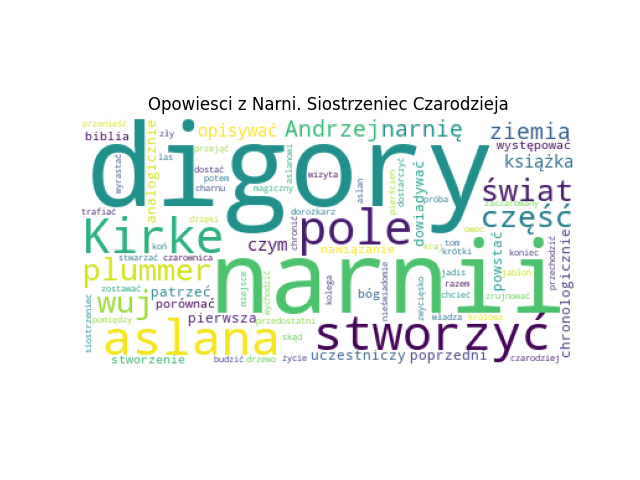 Opowiesci z Narni. Siostrzeniec Czarodzieja
przenieść
biblia
zły
opisywać
Andrzej
narnię
ziemią
występować
książka
digory
analogicznie
wyrastać
las
przejąć
dostać
potem
charnu
magiczny
aslanowi
wizyta
aslan
pierścień
dostarczyć
dowiadywać
próba
zaczarowany
świat
część
trafiać
dzięki
dorożkarz
chronić
pole
Kirke
koń
czym
nawiązanie
kraj
tom
krótki
omoc
powstać
koniec
przechodzić
chronologicznie
stwarzać
czarownica
plummer
narnii
jadis
razem
chcieć
jabłoń
zrujnować
zostawać
patrzeć
miejsce
wychodzić
kolega
bóg
nieświadomie
zwycięsko
wuj
porównać
siostrzeniec
pomiędzy
pierwsza
przedostatni
władza
królowa
aslana
skąd
stworzyć
stworzenie
budzić
drzewo
życie
uczestniczy
poprzedni
czarodziej